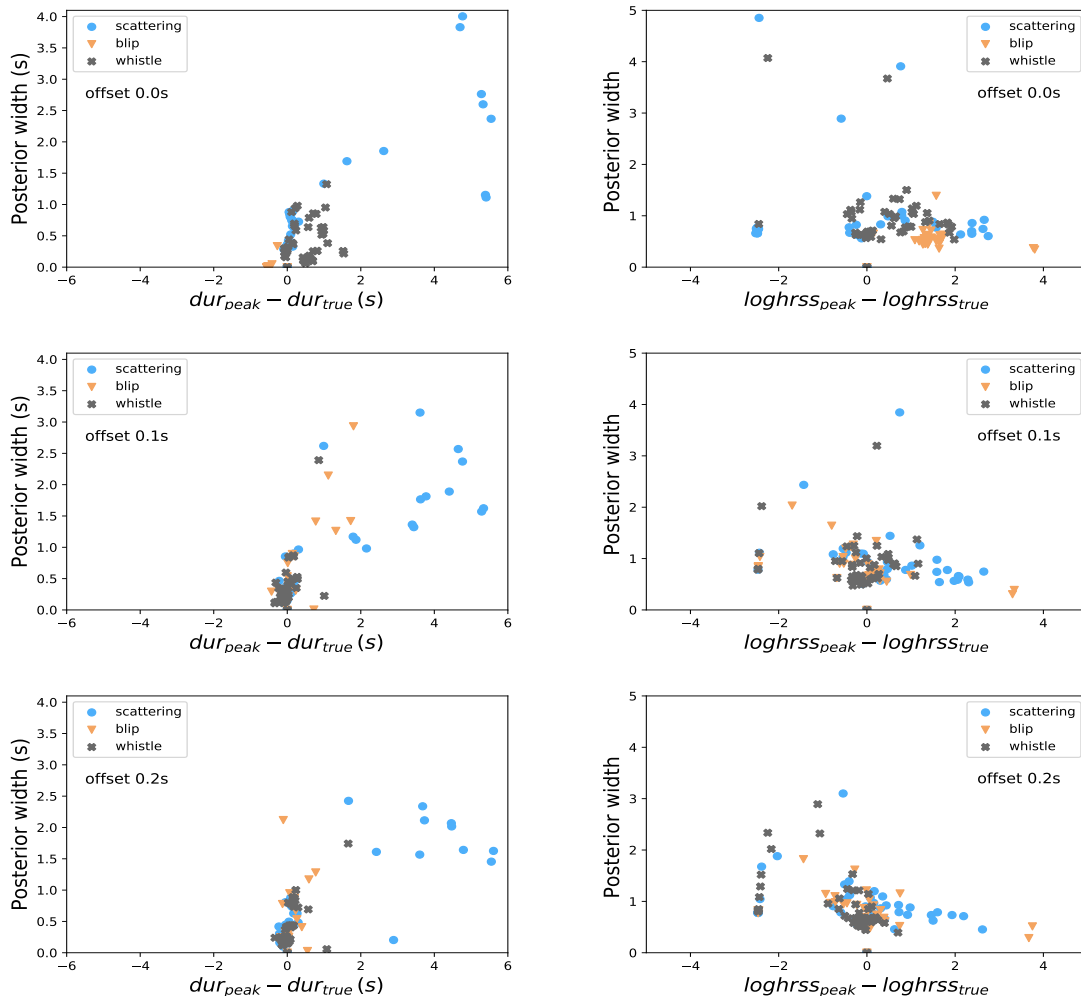 Posterior width (s)
4.0
3.5
3.0
2.5
2.0
1.5
1.0
0.5
0.0
scattering
blip
whistle
offset 0.0s
−6 −4 −2 0 2 4 6
dur_peak − dur_true (s)
Posterior width
5
4
3
2
1
0
scattering
blip
whistle
offset 0.0s
−4 −2 0 2 4
loghrss_peak − loghrss_true
Posterior width (s)
4.0
3.5
3.0
2.5
2.0
1.5
1.0
0.5
0.0
scattering
blip
whistle
offset 0.1s
−6 −4 −2 0 2 4 6
dur_peak − dur_true (s)
Posterior width
5
4
3
2
1
0
scattering
blip
whistle
offset 0.1s
−4 −2 0 2 4
loghrss_peak − loghrss_true
Posterior width (s)
4.0
3.5
3.0
2.5
2.0
1.5
1.0
0.5
0.0
scattering
blip
whistle
offset 0.2s
−6 −4 −2 0 2 4 6
dur_peak − dur_true (s)
Posterior width
5
4
3
2
1
0
scattering
blip
whistle
offset 0.2s
−4 −2 0 2 4
loghrss_peak − loghrss_true